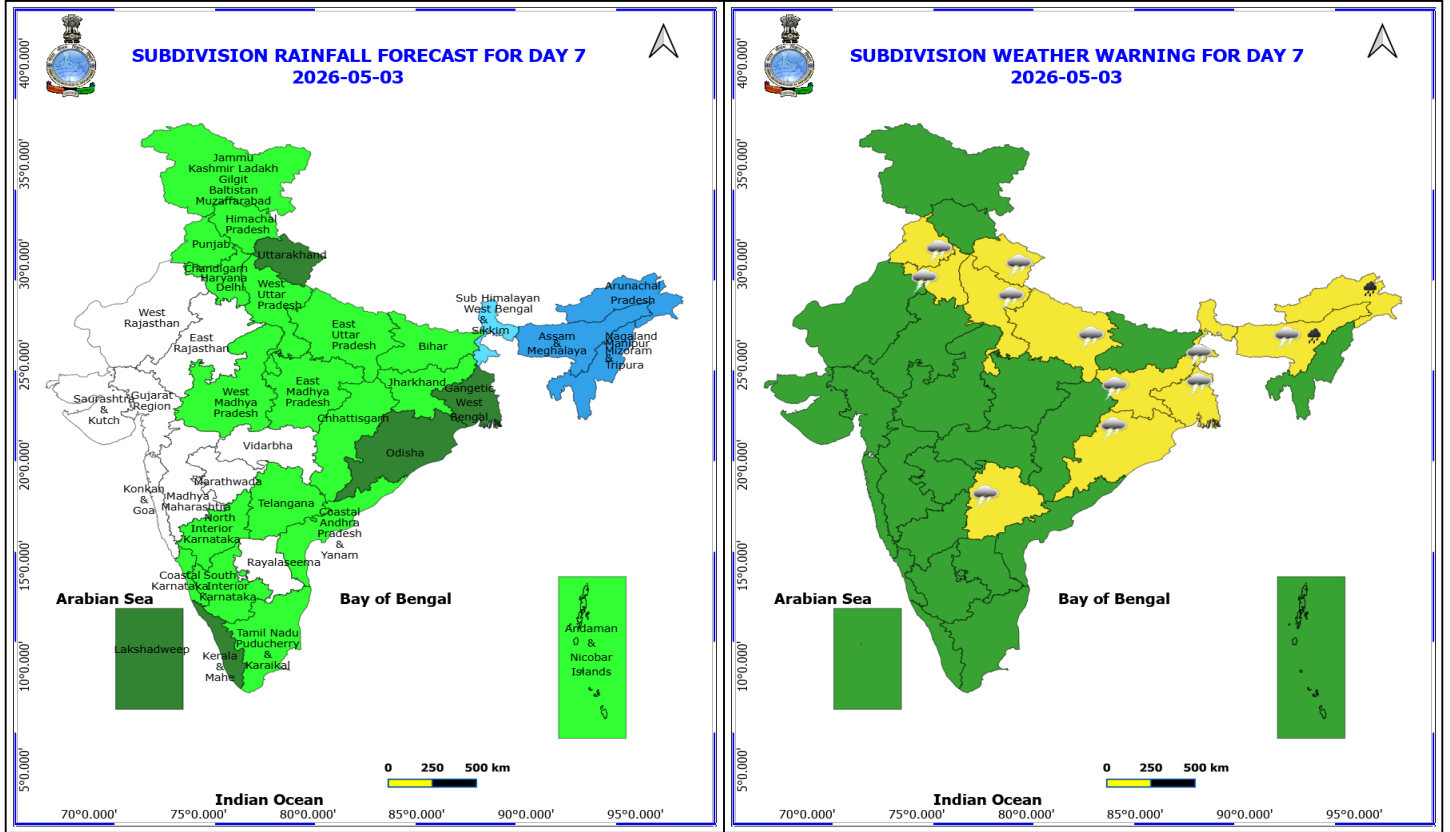 SUBDIVISION RAINFALL FORECAST FOR DAY 7
2026-05-03
40°0.000'
35°0.000'
30°0.000'
25°0.000'
20°0.000'
15°0.000'
10°0.000'
5°0.000'
Jammu
Kashmir Ladakh
Gilgit
Baltistan
Muzaffarabad
Himachal
Pradesh
Punjab
Uttarakhand
Chandigarh
Haryana
Delhi
West
Uttar
Pradesh
West
Rajasthan
East
Rajasthan
East
Uttar
Pradesh
Bihar
Sub Himalayan
West Bengal
&
Sikkim
Arunachal
Pradesh
Assam
&
Meghalaya
Nagaland
Manipur
Mizoram
&
Tripura
Saurashtra
&
Kutch
Gujarat
Region
West
Madhya
Pradesh
East
Madhya
Pradesh
Jharkhand
Gangetic
West
Bengal
Chhattisgarh
Odisha
Vidarbha
Konkan
&
Goa
Madhya
Maharashtra
Marathwada
Telangana
North
Interior
Karnataka
Coastal
Andhra
Pradesh
&
Yanam
Rayalaseema
Coastal
Karnataka
South
Interior
Karnataka
Arabian Sea
Bay of Bengal
Lakshadweep
Kerala
&
Mahe
Tamil Nadu
Puducherry
&
Karaikal
Andaman
&
Nicobar
Islands
0 250 500 km
Indian Ocean
70°0.000' 75°0.000' 80°0.000' 85°0.000' 90°0.000' 95°0.000'
SUBDIVISION WEATHER WARNING FOR DAY 7
2026-05-03
40°0.000'
35°0.000'
30°0.000'
25°0.000'
20°0.000'
15°0.000'
10°0.000'
5°0.000'
Arabian Sea
Bay of Bengal
0 250 500 km
Indian Ocean
70°0.000' 75°0.000' 80°0.000' 85°0.000' 90°0.000' 95°0.000'